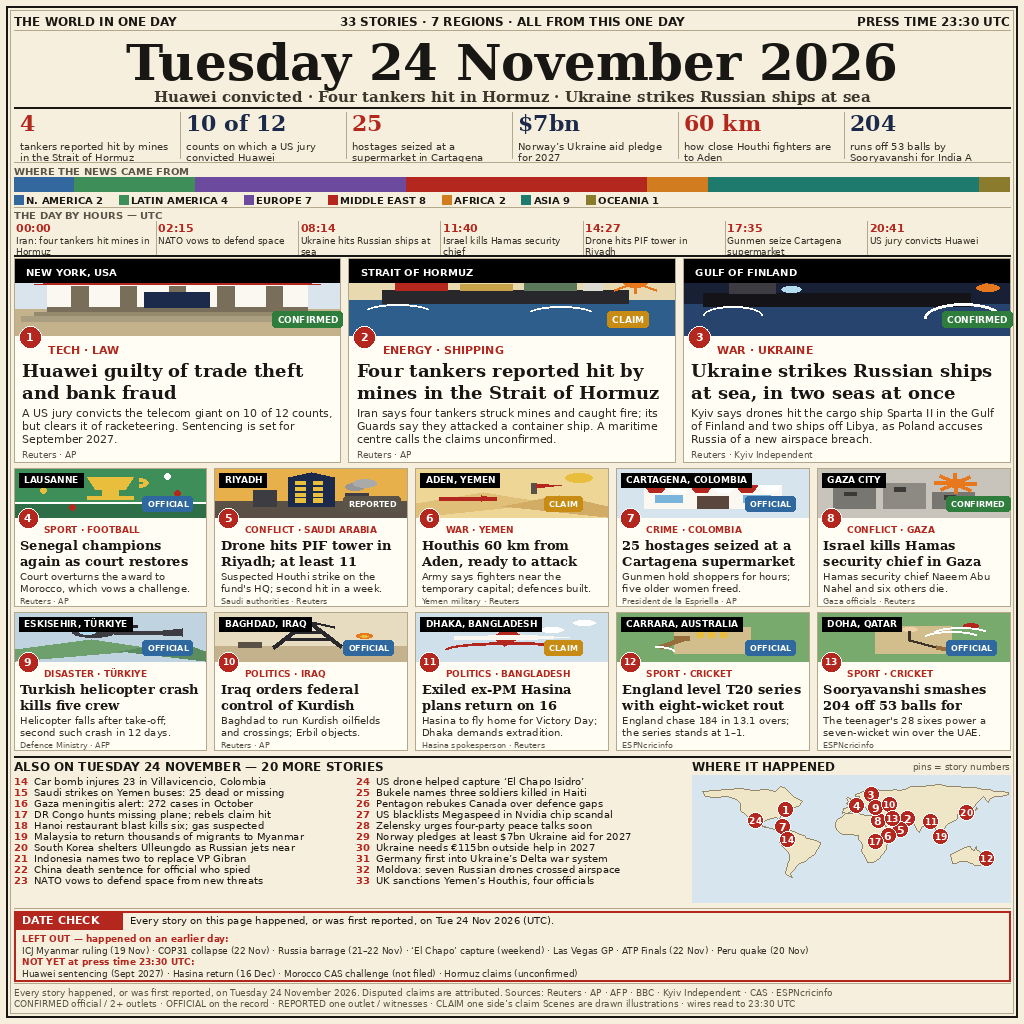 THE WORLD IN ONE DAY
33 STORIES · 7 REGIONS · ALL FROM THIS ONE DAY
PRESS TIME 23:30 UTC
Tuesday 24 November 2026
Huawei convicted · Four tankers hit in Hormuz · Ukraine strikes Russian ships at sea
4
tankers reported hit by mines
in the Strait of Hormuz
10 of 12
counts on which a US jury
convicted Huawei
25
hostages seized at a
supermarket in Cartagena
$7bn
Norway's Ukraine aid pledge
for 2027
60 km
how close Houthi fighters are
to Aden
204
runs off 53 balls by
Sooryavanshi for India A
WHERE THE NEWS CAME FROM
N. AMERICA 2
LATIN AMERICA 4
EUROPE 7
MIDDLE EAST 8
AFRICA 2
ASIA 9
OCEANIA 1
THE DAY BY HOURS — UTC
00:00
Iran: four tankers hit mines in
Hormuz
02:15
NATO vows to defend space
08:14
Ukraine hits Russian ships at
sea
11:40
Israel kills Hamas security
chief
14:27
Drone hits PIF tower in
Riyadh
17:35
Gunmen seize Cartagena
supermarket
20:41
US jury convicts Huawei
NEW YORK, USA
CONFIRMED
1
TECH · LAW
Huawei guilty of trade theft
and bank fraud
A US jury convicts the telecom giant on 10 of 12 counts,
but clears it of racketeering. Sentencing is set for
September 2027.
Reuters · AP
STRAIT OF HORMUZ
CLAIM
2
ENERGY · SHIPPING
Four tankers reported hit by
mines in the Strait of Hormuz
Iran says four tankers struck mines and caught fire; its
Guards say they attacked a container ship. A maritime
centre calls the claims unconfirmed.
Reuters · AP
GULF OF FINLAND
CONFIRMED
3
WAR · UKRAINE
Ukraine strikes Russian ships
at sea, in two seas at once
Kyiv says drones hit the cargo ship Sparta II in the Gulf
of Finland and two ships off Libya, as Poland accuses
Russia of a new airspace breach.
Reuters · Kyiv Independent
LAUSANNE
OFFICIAL
4
SPORT · FOOTBALL
Senegal champions
again as court restores
Court overturns the award to
Morocco, which vows a challenge.
Reuters · AP
RIYADH
REPORTED
5
CONFLICT · SAUDI ARABIA
Drone hits PIF tower in
Riyadh; at least 11
Suspected Houthi strike on the
fund's HQ; second hit in a week.
Saudi authorities · Reuters
ADEN, YEMEN
CLAIM
6
WAR · YEMEN
Houthis 60 km from
Aden, ready to attack
Army says fighters near the
temporary capital; defences built.
Yemen military · Reuters
CARTAGENA, COLOMBIA
OFFICIAL
7
CRIME · COLOMBIA
25 hostages seized at a
Cartagena supermarket
Gunmen hold shoppers for hours;
five older women freed.
President de la Espriella · AP
GAZA CITY
CONFIRMED
8
CONFLICT · GAZA
Israel kills Hamas
security chief in Gaza
Hamas security chief Naeem Abu
Nahel and six others die.
Gaza officials · Reuters
ESKISEHIR, TÜRKIYE
OFFICIAL
9
DISASTER · TÜRKIYE
Turkish helicopter crash
kills five crew
Helicopter falls after take-off;
second such crash in 12 days.
Defence Ministry · AFP
BAGHDAD, IRAQ
OFFICIAL
10
POLITICS · IRAQ
Iraq orders federal
control of Kurdish
Baghdad to run Kurdish oilfields
and crossings; Erbil objects.
Reuters · AP
DHAKA, BANGLADESH
CLAIM
11
POLITICS · BANGLADESH
Exiled ex-PM Hasina
plans return on 16
Hasina to fly home for Victory Day;
Dhaka demands extradition.
Hasina spokesperson · Reuters
CARRARA, AUSTRALIA
OFFICIAL
12
SPORT · CRICKET
England level T20 series
with eight-wicket rout
England chase 184 in 13.1 overs;
the series stands at 1–1.
ESPNcricinfo
DOHA, QATAR
OFFICIAL
13
SPORT · CRICKET
Sooryavanshi smashes
204 off 53 balls for
The teenager's 28 sixes power a
seven-wicket win over the UAE.
ESPNcricinfo
ALSO ON TUESDAY 24 NOVEMBER — 20 MORE STORIES
14 Car bomb injures 23 in Villavicencio, Colombia
15 Saudi strikes on Yemen buses: 25 dead or missing
16 Gaza meningitis alert: 272 cases in October
17 DR Congo hunts missing plane; rebels claim hit
18 Hanoi restaurant blast kills six; gas suspected
19 Malaysia to return thousands of migrants to Myanmar
20 South Korea shelters Ulleungdo as Russian jets near
21 Indonesia names two to replace VP Gibran
22 China death sentence for official who spied
23 NATO vows to defend space from new threats
24 US drone helped capture ‘El Chapo Isidro’
25 Bukele names three soldiers killed in Haiti
26 Pentagon rebukes Canada over defence gaps
27 US blacklists Megaspeed in Nvidia chip scandal
28 Zelensky urges four-party peace talks soon
29 Norway pledges at least $7bn Ukraine aid for 2027
30 Ukraine needs €115bn outside help in 2027
31 Germany first into Ukraine's Delta war system
32 Moldova: seven Russian drones crossed airspace
33 UK sanctions Yemen's Houthis, four officials
WHERE IT HAPPENED
pins = story numbers
3
1
4
9
10
24
7
8
13
2
5
11
20
14
17
6
19
12
DATE CHECK
Every story on this page happened, or was first reported, on Tue 24 Nov 2026 (UTC).
LEFT OUT — happened on an earlier day:
ICJ Myanmar ruling (19 Nov) · COP31 collapse (22 Nov) · Russia barrage (21–22 Nov) · ‘El Chapo’ capture (weekend) · Las Vegas GP · ATP Finals (22 Nov) · Peru quake (20 Nov)
NOT YET at press time 23:30 UTC:
Huawei sentencing (Sept 2027) · Hasina return (16 Dec) · Morocco CAS challenge (not filed) · Hormuz claims (unconfirmed)
Every story happened, or was first reported, on Tuesday 24 November 2026. Disputed claims are attributed. Sources: Reuters · AP · AFP · BBC · Kyiv Independent · CAS · ESPNcricinfo
CONFIRMED official / 2+ outlets · OFFICIAL on the record · REPORTED one outlet / witnesses · CLAIM one side's claim Scenes are drawn illustrations · wires read to 23:30 UTC